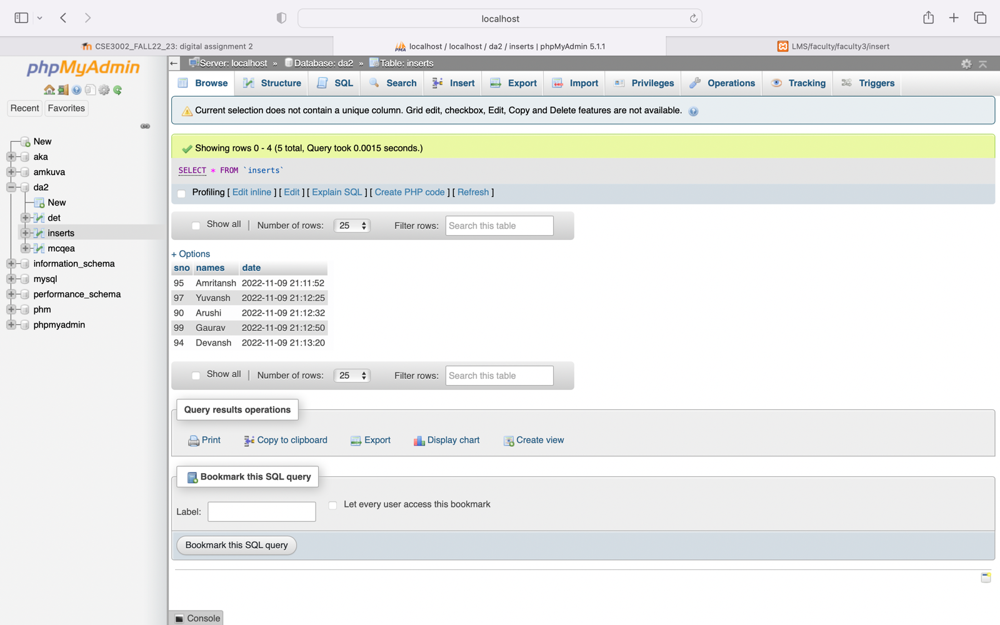 localhost
CSE3002_FALL22_23: digital assignment 2
localhost / localhost / da2 / inserts | phpMyAdmin 5.1.1
LMS/faculty/faculty3/insert
phpMyAdmin
Recent
Favorites
New
aka
amkuva
da2
New
det
inserts
mcqea
information_schema
mysql
performance_schema
phm
phpmyadmin
Server: localhost » Database: da2 » Table: inserts
Browse Structure SQL Search Insert Export Import Privileges Operations Tracking Triggers
Current selection does not contain a unique column. Grid edit, checkbox, Edit, Copy and Delete features are not available.
Showing rows 0 - 4 (5 total, Query took 0.0015 seconds.)
SELECT * FROM `inserts`
Profiling [ Edit inline ] [ Edit ] [ Explain SQL ] [ Create PHP code ] [ Refresh ]
Show all | Number of rows: 25 Filter rows: Search this table
+ Options
sno names date
95 Amritansh 2022-11-09 21:11:52
97 Yuvansh 2022-11-09 21:12:25
90 Arushi 2022-11-09 21:12:32
99 Gaurav 2022-11-09 21:12:50
94 Devansh 2022-11-09 21:13:20
Show all | Number of rows: 25 Filter rows: Search this table
Query results operations
Print Copy to clipboard Export Display chart Create view
Bookmark this SQL query
Label: Let every user access this bookmark
Bookmark this SQL query
Console